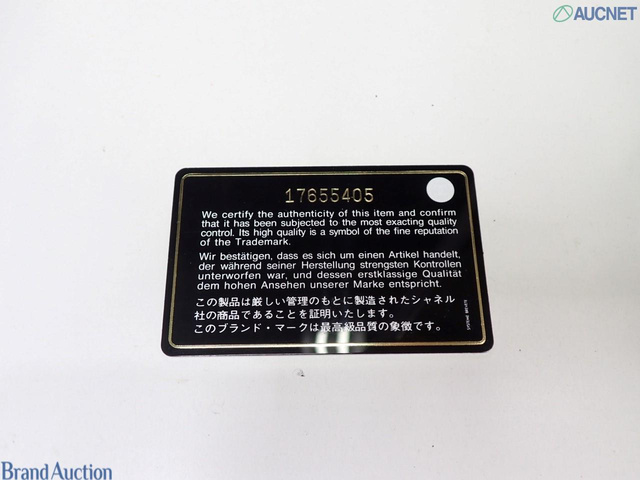 AUCNET
17655405
We certify the authenticity of this item and confirm
that it has been subjected to the most exacting quality
control. Its high quality is a symbol of the fine reputation
of the Trademark.
Wir bestätigen, dass es sich um einen Artikel handelt,
der während seiner Herstellung strengsten Kontrollen
unterworfen war, und dessen erstklassige Qualität
dem hohen Ansehen unserer Marke entspricht.
この製品は厳しい管理のもとに製造されたシャネル
社の商品であることを証明いたします。
このブランド・マークは最高級品質の象徴です。
Brand Auction